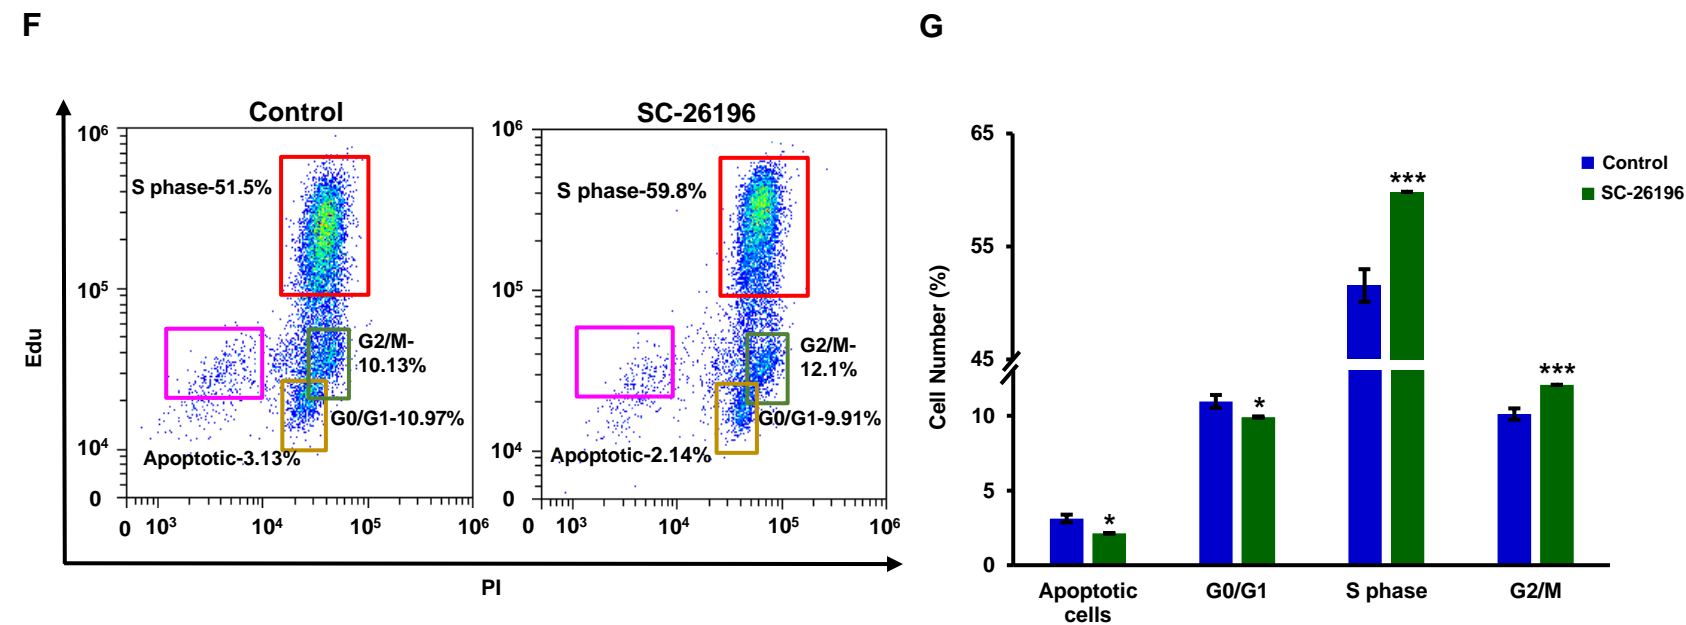 F
G
Control
SC-26196
10⁶
S phase-51.5%
10⁵
G2/M-
10.13%
G0/G1-10.97%
10⁴
Apoptotic-3.13%
0
0 10³ 10⁴ 10⁵ 10⁶
10⁶
S phase-59.8%
10⁵
G2/M-
12.1%
G0/G1-9.91%
10⁴
Apoptotic-2.14%
0
0 10³ 10⁴ 10⁵ 10⁶
Edu
PI
65
55
45
10
5
0
Cell Number (%)
Control
SC-26196
*
*
***
***
Apoptotic
cells
G0/G1
S phase
G2/M